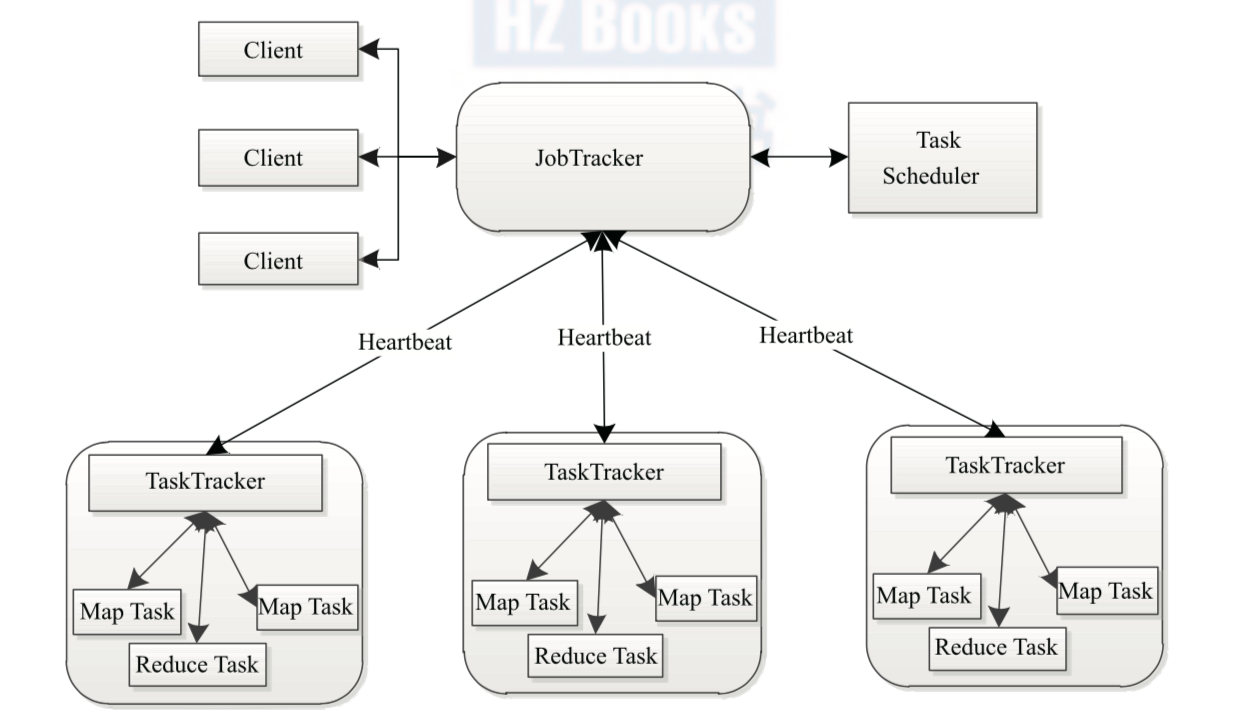 HZ BOOKS
Client
Client
JobTracker
Task
Scheduler
Client
Heartbeat
Heartbeat
Heartbeat
TaskTracker
Map Task
Map Task
Reduce Task
TaskTracker
Map Task
Map Task
Reduce Task
TaskTracker
Map Task
Map Task
Reduce Task